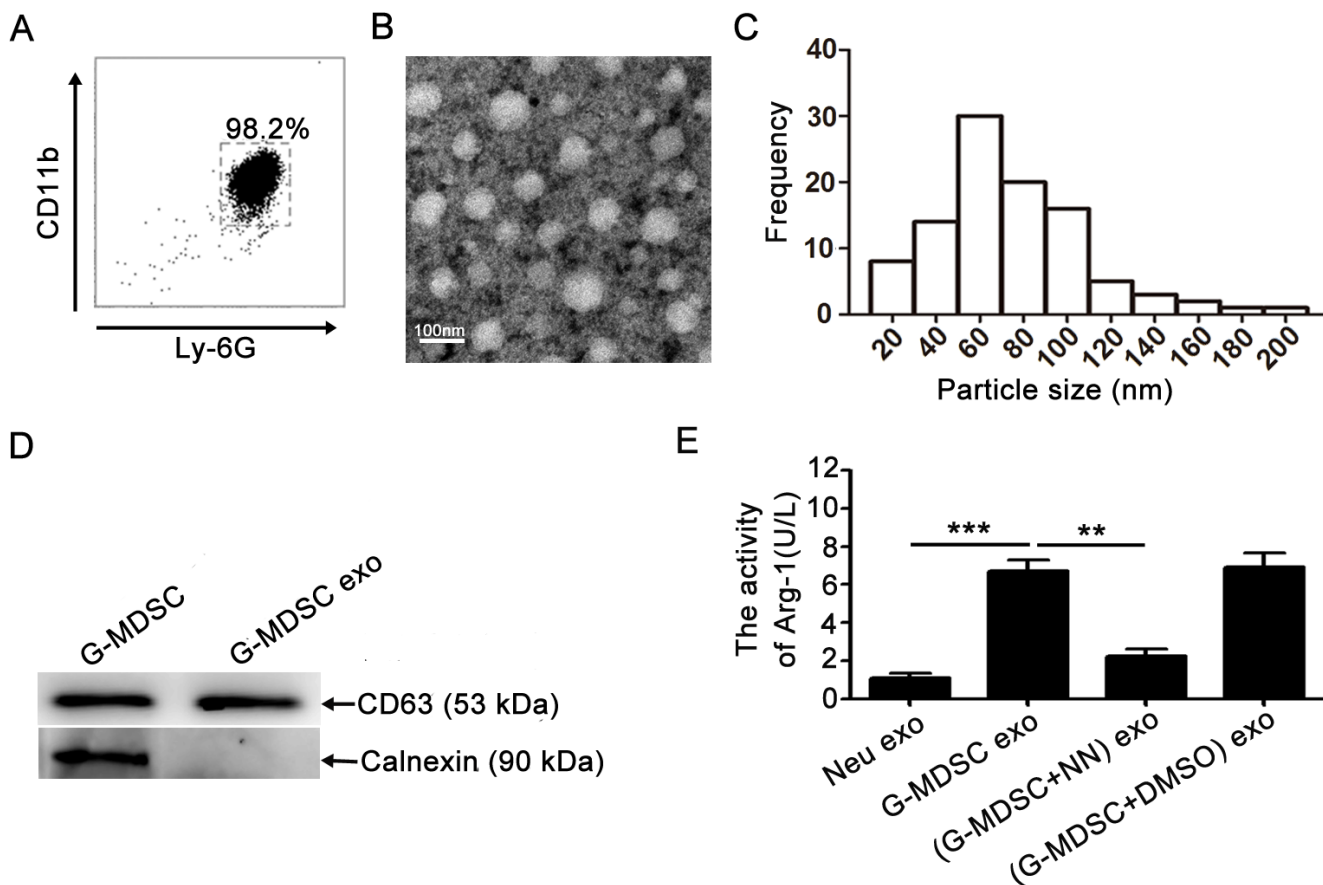 A
98.2%
CD11b
Ly-6G
B
100nm
C
Frequency
40
30
20
10
0
20 40 60 80 100 120 140 160 180 200
Particle size (nm)
D
G-MDSC
G-MDSC exo
CD63 (53 kDa)
Calnexin (90 kDa)
E
The activity
of Arg-1(U/L)
12
10
8
6
4
2
0
*** **
Neu exo
G-MDSC exo
(G-MDSC+NN) exo
(G-MDSC+DMSO) exo